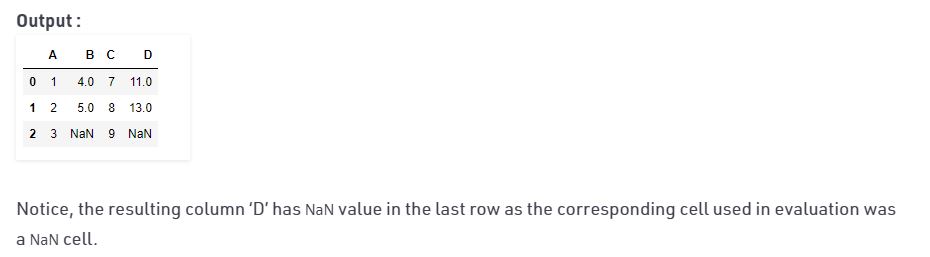 Output :
A B C D
0 1 4.0 7 11.0
1 2 5.0 8 13.0
2 3 NaN 9 NaN
Notice, the resulting column ‘D’ has NaN value in the last row as the corresponding cell used in evaluation was
a NaN cell.